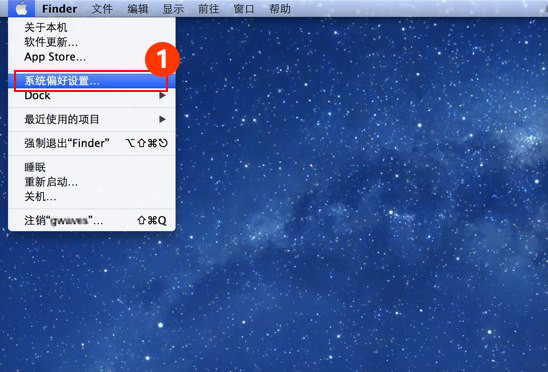 Finder 文件 编辑 显示 前往 窗口 帮助
关于本机
软件更新...
App Store...
1
系统偏好设置...
Dock ▶
最近使用的项目 ▶
强制退出“Finder” ⌥⇧⌘⎋
睡眠
重新启动...
关机...
注销“ ”... ⇧⌘Q